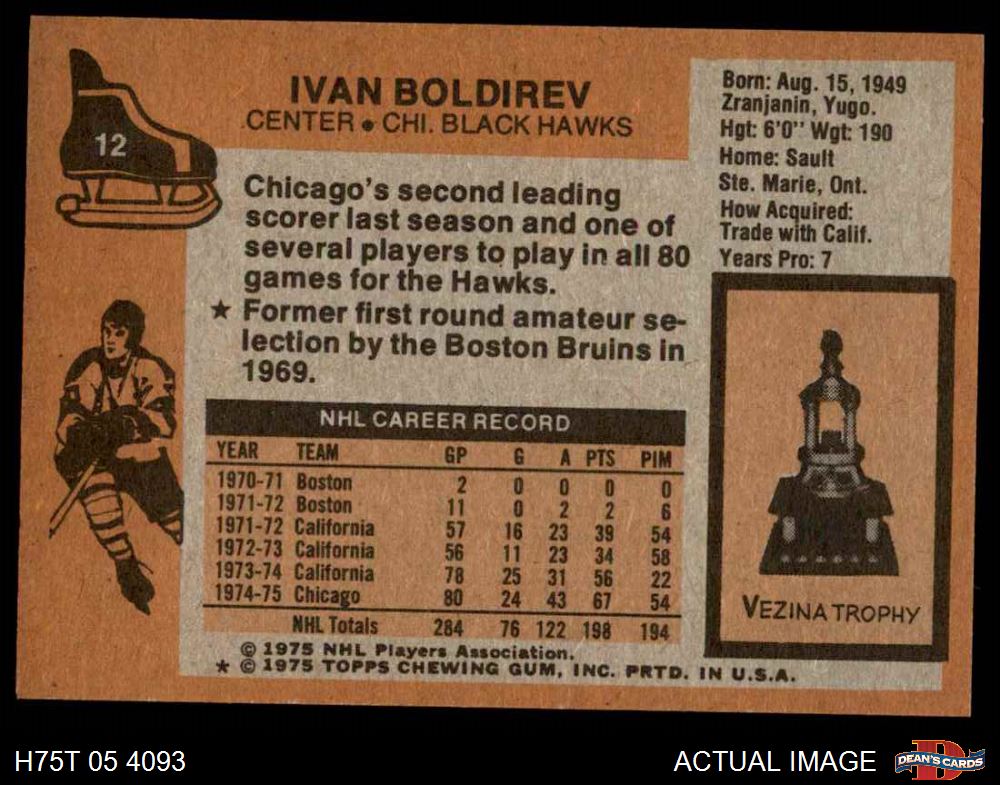 12
IVAN BOLDIREV
CENTER • CHI. BLACK HAWKS
Chicago's second leading
scorer last season and one of
several players to play in all 80
games for the Hawks.
★ Former first round amateur se-
lection by the Boston Bruins in
1969.
Born: Aug. 15, 1949
Zranjanin, Yugo.
Hgt: 6'0" Wgt: 190
Home: Sault
Ste. Marie, Ont.
How Acquired:
Trade with Calif.
Years Pro: 7
NHL CAREER RECORD
YEAR TEAM GP G A PTS PIM
1970-71 Boston 2 0 0 0 0
1971-72 Boston 11 0 2 2 6
1971-72 California 57 16 23 39 54
1972-73 California 56 11 23 34 58
1973-74 California 78 25 31 56 22
1974-75 Chicago 80 24 43 67 54
NHL Totals 284 76 122 198 194
VEZINA TROPHY
© 1975 NHL Players Association.
★ © 1975 TOPPS CHEWING GUM, INC. PRTD. IN U.S.A.
H75T 05 4093
ACTUAL IMAGE
D
DEAN'S CARDS